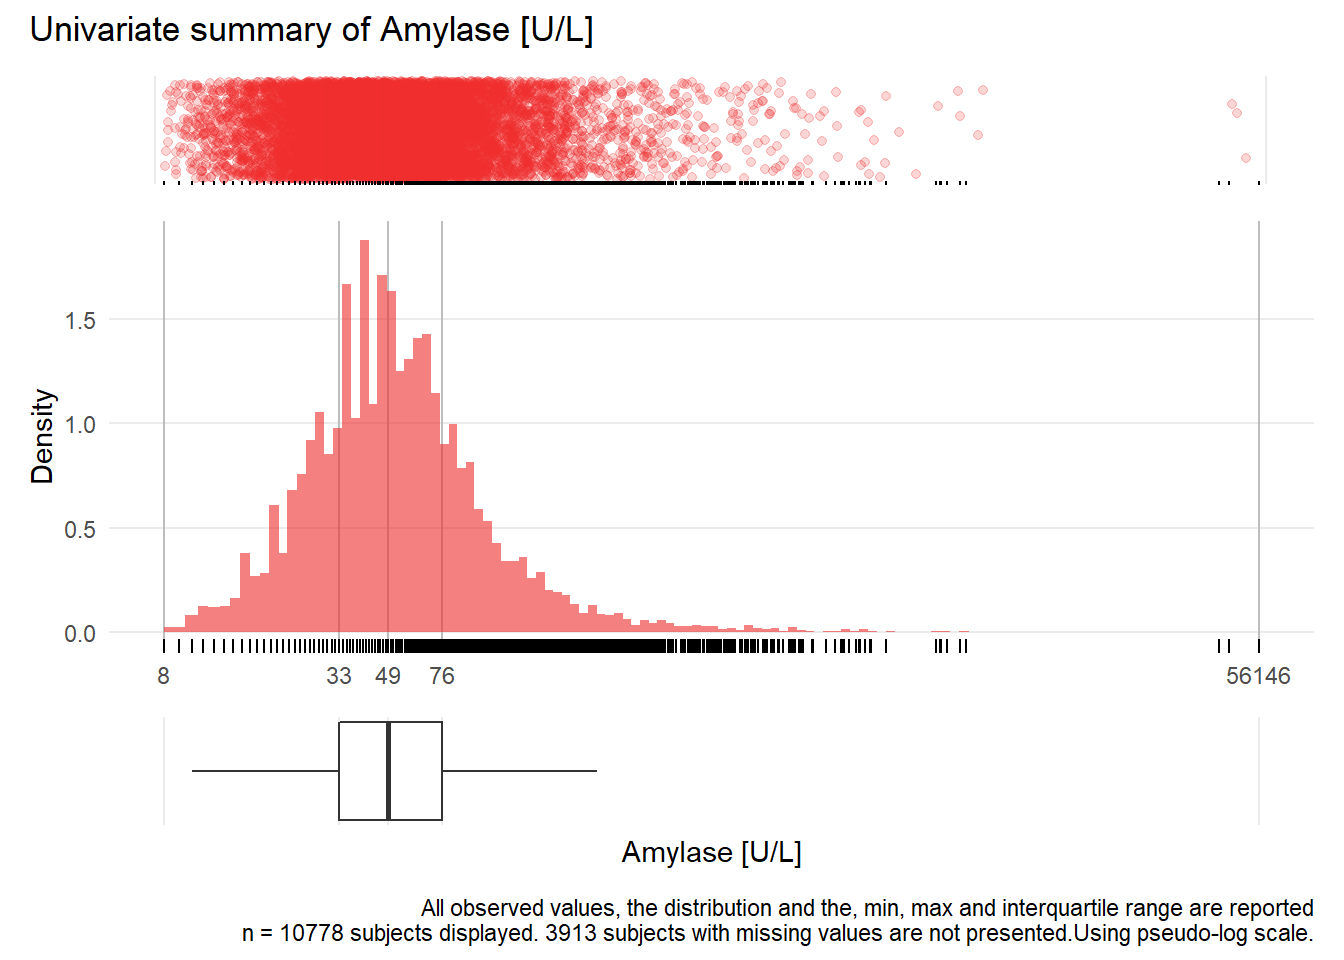 Univariate summary of Amylase [U/L]
Density
1.5
1.0
0.5
0.0
8 33 49 76 56146
Amylase [U/L]
All observed values, the distribution and the, min, max and interquartile range are reported
n = 10778 subjects displayed. 3913 subjects with missing values are not presented.Using pseudo-log scale.